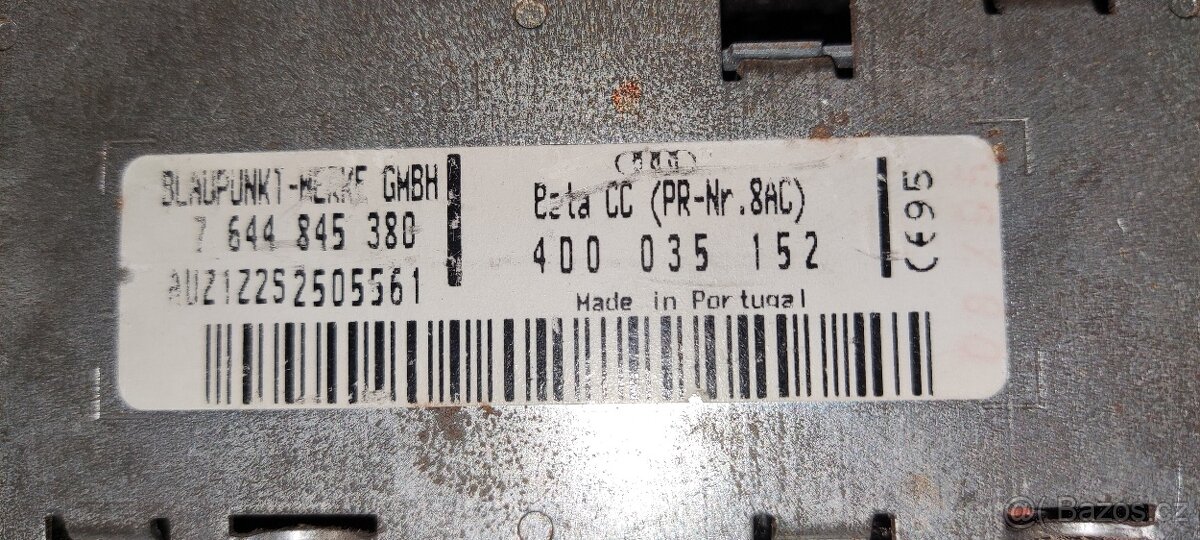 BLAUPUNKT-WERKE GMBH
7 644 845 380
AUZ1Z2S2505561
Beta CC (PR-Nr.8AC)
4D0 035 152
Made in Portugal
CE95
@ Bazos.cz